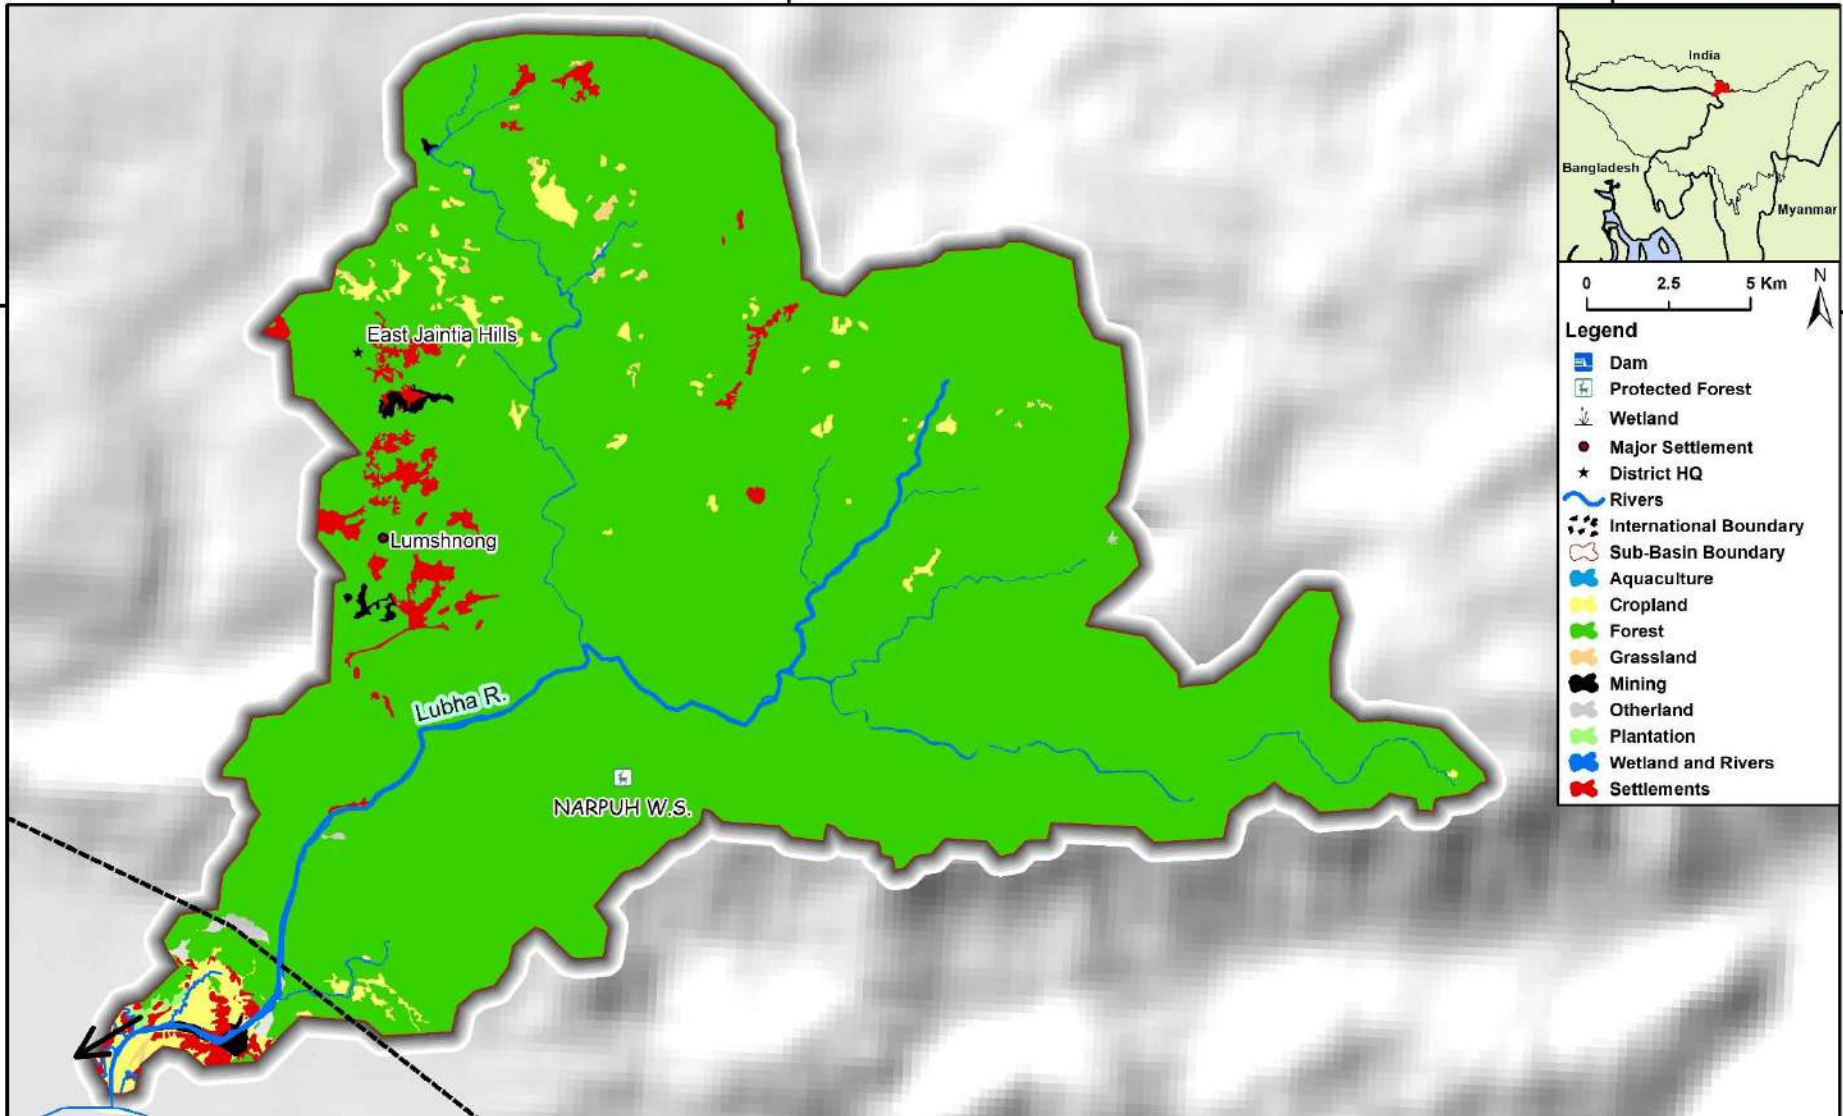 East Jaintia Hills
Lumshnong
Lubha R.
NARPUH W.S.
India
Bangladesh
Myanmar
0 2.5 5 Km
N
Legend
Dam
Protected Forest
Wetland
Major Settlement
District HQ
Rivers
International Boundary
Sub-Basin Boundary
Aquaculture
Cropland
Forest
Grassland
Mining
Otherland
Plantation
Wetland and Rivers
Settlements